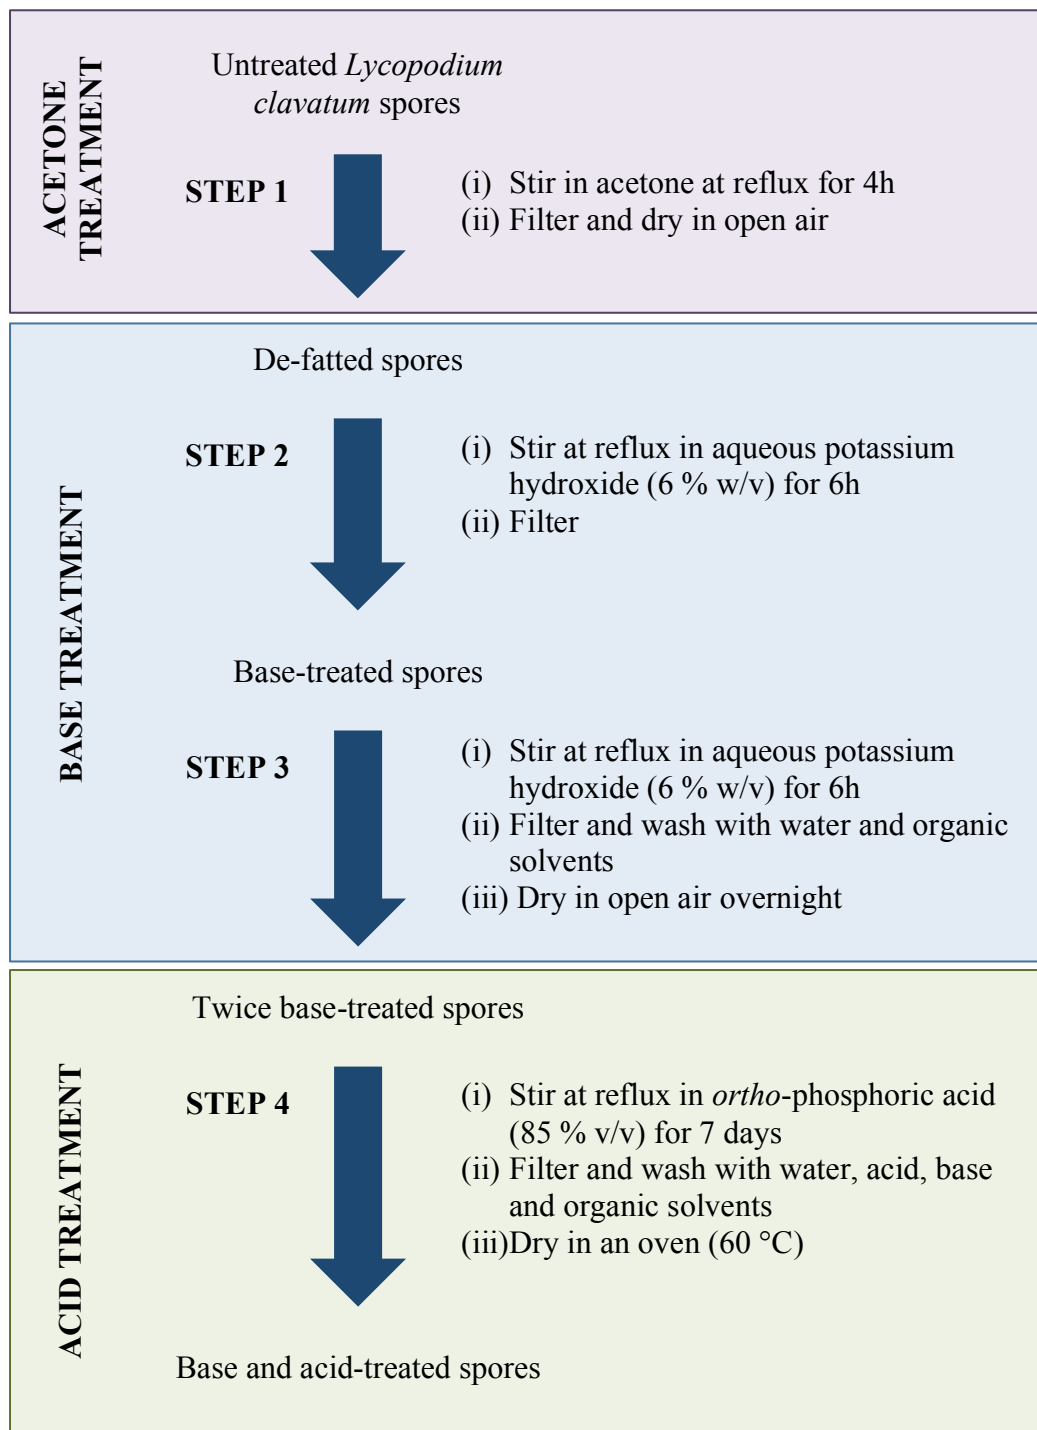 ACETONE
TREATMENT
Untreated Lycopodium
clavatum spores
STEP 1
(i) Stir in acetone at reflux for 4h
(ii) Filter and dry in open air
BASE TREATMENT
De-fatted spores
STEP 2
(i) Stir at reflux in aqueous potassium
hydroxide (6 % w/v) for 6h
(ii) Filter
Base-treated spores
STEP 3
(i) Stir at reflux in aqueous potassium
hydroxide (6 % w/v) for 6h
(ii) Filter and wash with water and organic
solvents
(iii) Dry in open air overnight
ACID TREATMENT
Twice base-treated spores
STEP 4
(i) Stir at reflux in ortho-phosphoric acid
(85 % v/v) for 7 days
(ii) Filter and wash with water, acid, base
and organic solvents
(iii)Dry in an oven (60 °C)
Base and acid-treated spores